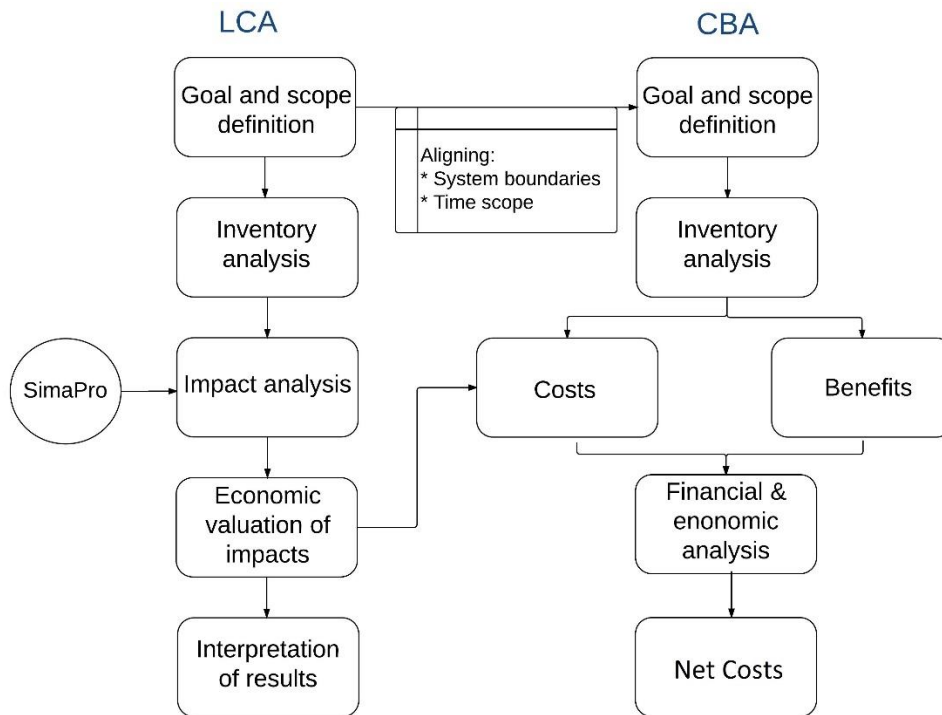 LCA
CBA
Goal and scope
definition
Goal and scope
definition
Aligning:
* System boundaries
* Time scope
Inventory
analysis
Inventory
analysis
SimaPro
Impact analysis
Costs
Benefits
Economic
valuation of
impacts
Financial &
enonomic
analysis
Interpretation
of results
Net Costs